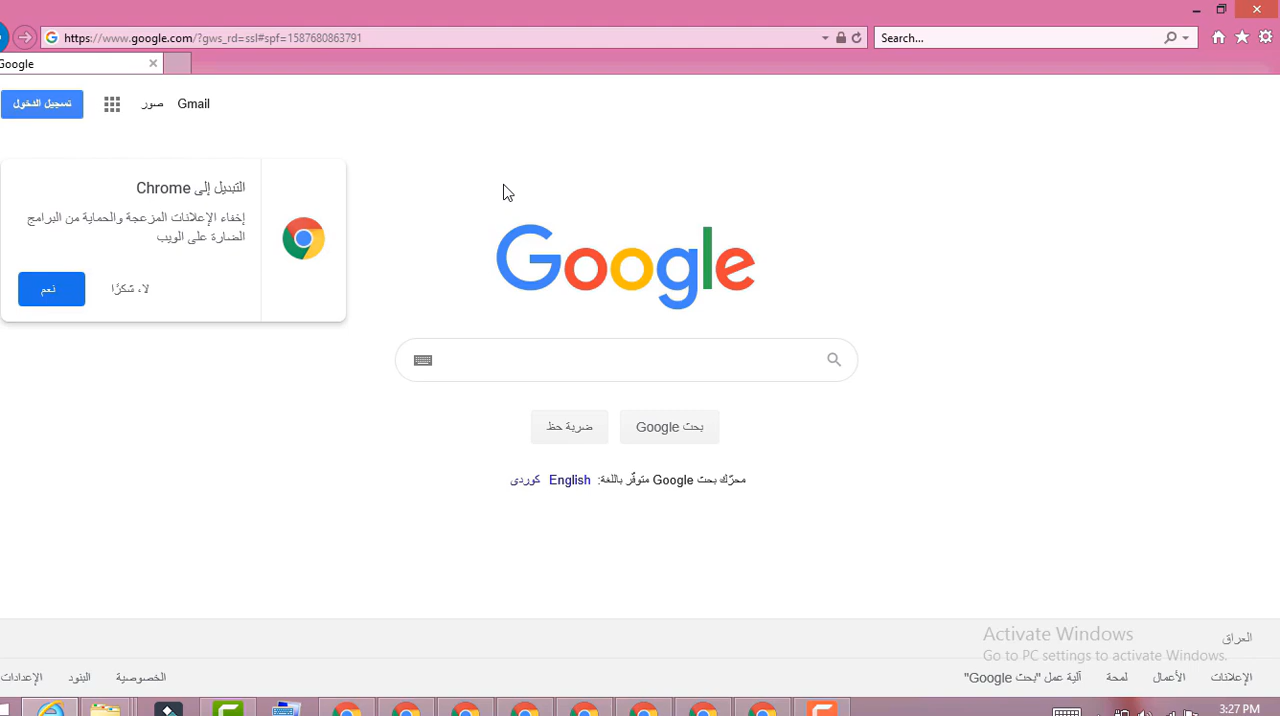 https://www.google.com/?gws_rd=ssl#spf=1587680863791
Search...
Google
تسجيل الدخول
صور
Gmail
التبديل إلى Chrome
إخفاء الإعلانات المزعجة والحماية من البرامج
الضارة على الويب
نعم
لا، شكرًا
Google
بحث Google
ضربة حظ
محرّك بحث Google متوفّر باللغة: English کوردی
Activate Windows
Go to PC settings to activate Windows.
العراق
الإعلانات
الأعمال
لمحة
آلية عمل "بحث Google"
الخصوصية
البنود
الإعدادات
3:27 PM